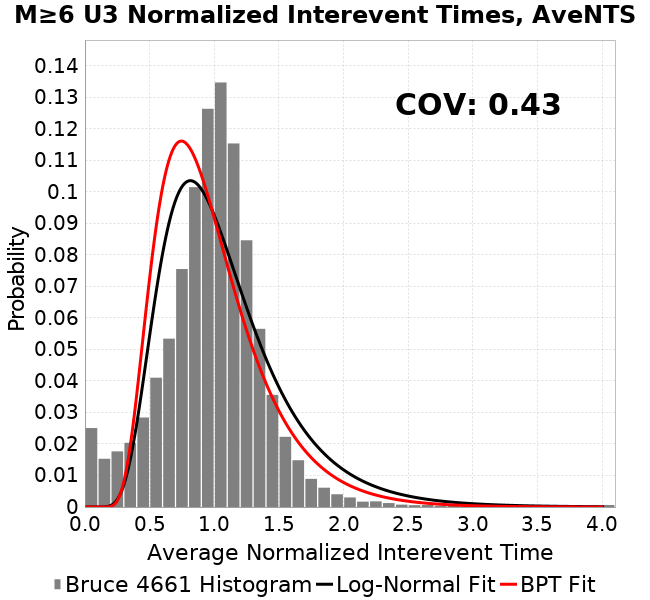 M≥6 U3 Normalized Interevent Times, AveNTS
COV: 0.43
Probability
0.14
0.13
0.12
0.11
0.1
0.09
0.08
0.07
0.06
0.05
0.04
0.03
0.02
0.01
0
0.0 0.5 1.0 1.5 2.0 2.5 3.0 3.5 4.0
Average Normalized Interevent Time
Bruce 4661 Histogram Log-Normal Fit BPT Fit